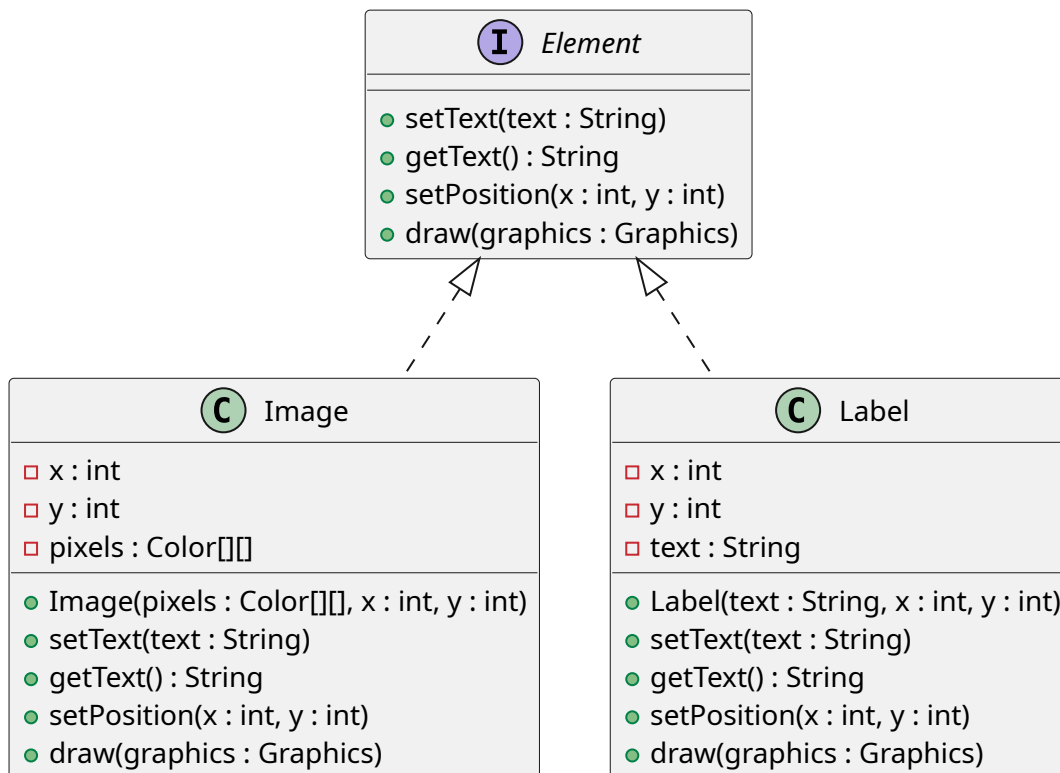 I Element
setText(text : String)
getText() : String
setPosition(x : int, y : int)
draw(graphics : Graphics)
C Image
x : int
y : int
pixels : Color[][]
Image(pixels : Color[][], x : int, y : int)
setText(text : String)
getText() : String
setPosition(x : int, y : int)
draw(graphics : Graphics)
C Label
x : int
y : int
text : String
Label(text : String, x : int, y : int)
setText(text : String)
getText() : String
setPosition(x : int, y : int)
draw(graphics : Graphics)